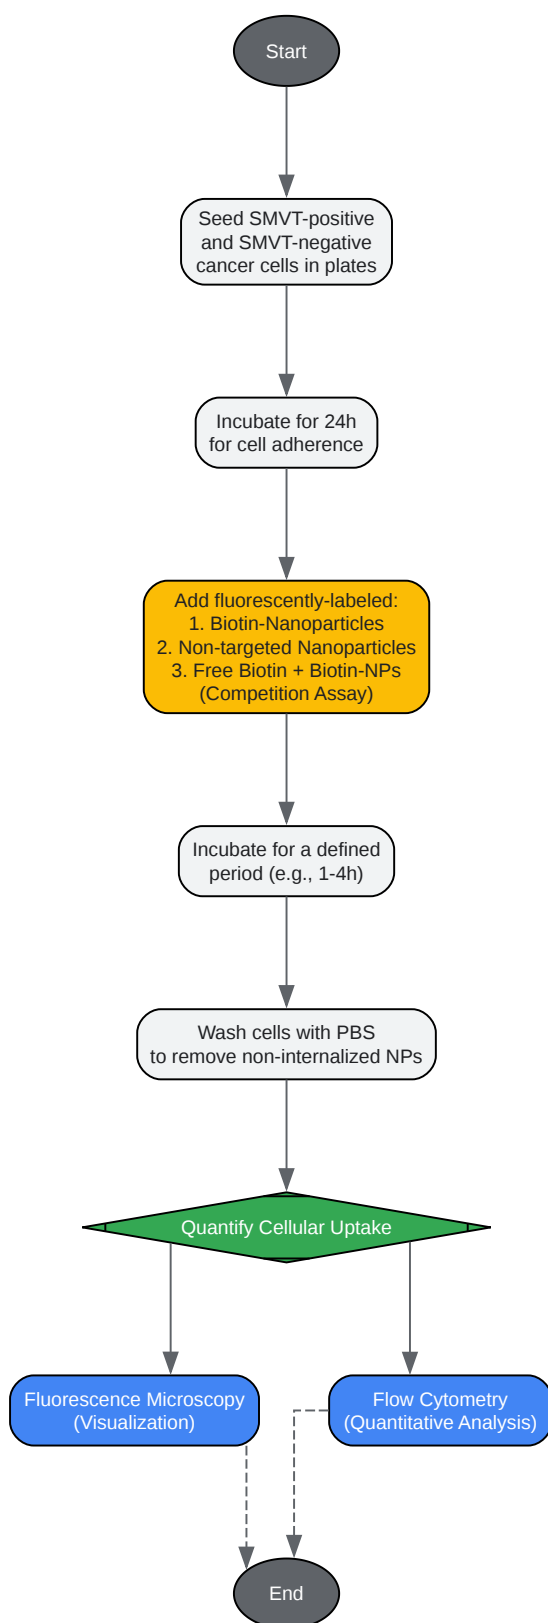 Start
Seed SMVT-positive
and SMVT-negative
cancer cells in plates
Incubate for 24h
for cell adherence
Add fluorescently-labeled:
1. Biotin-Nanoparticles
2. Non-targeted Nanoparticles
3. Free Biotin + Biotin-NPs
(Competition Assay)
Incubate for a defined
period (e.g., 1-4h)
Wash cells with PBS
to remove non-internalized NPs
Quantify Cellular Uptake
Fluorescence Microscopy
(Visualization)
Flow Cytometry
(Quantitative Analysis)
End